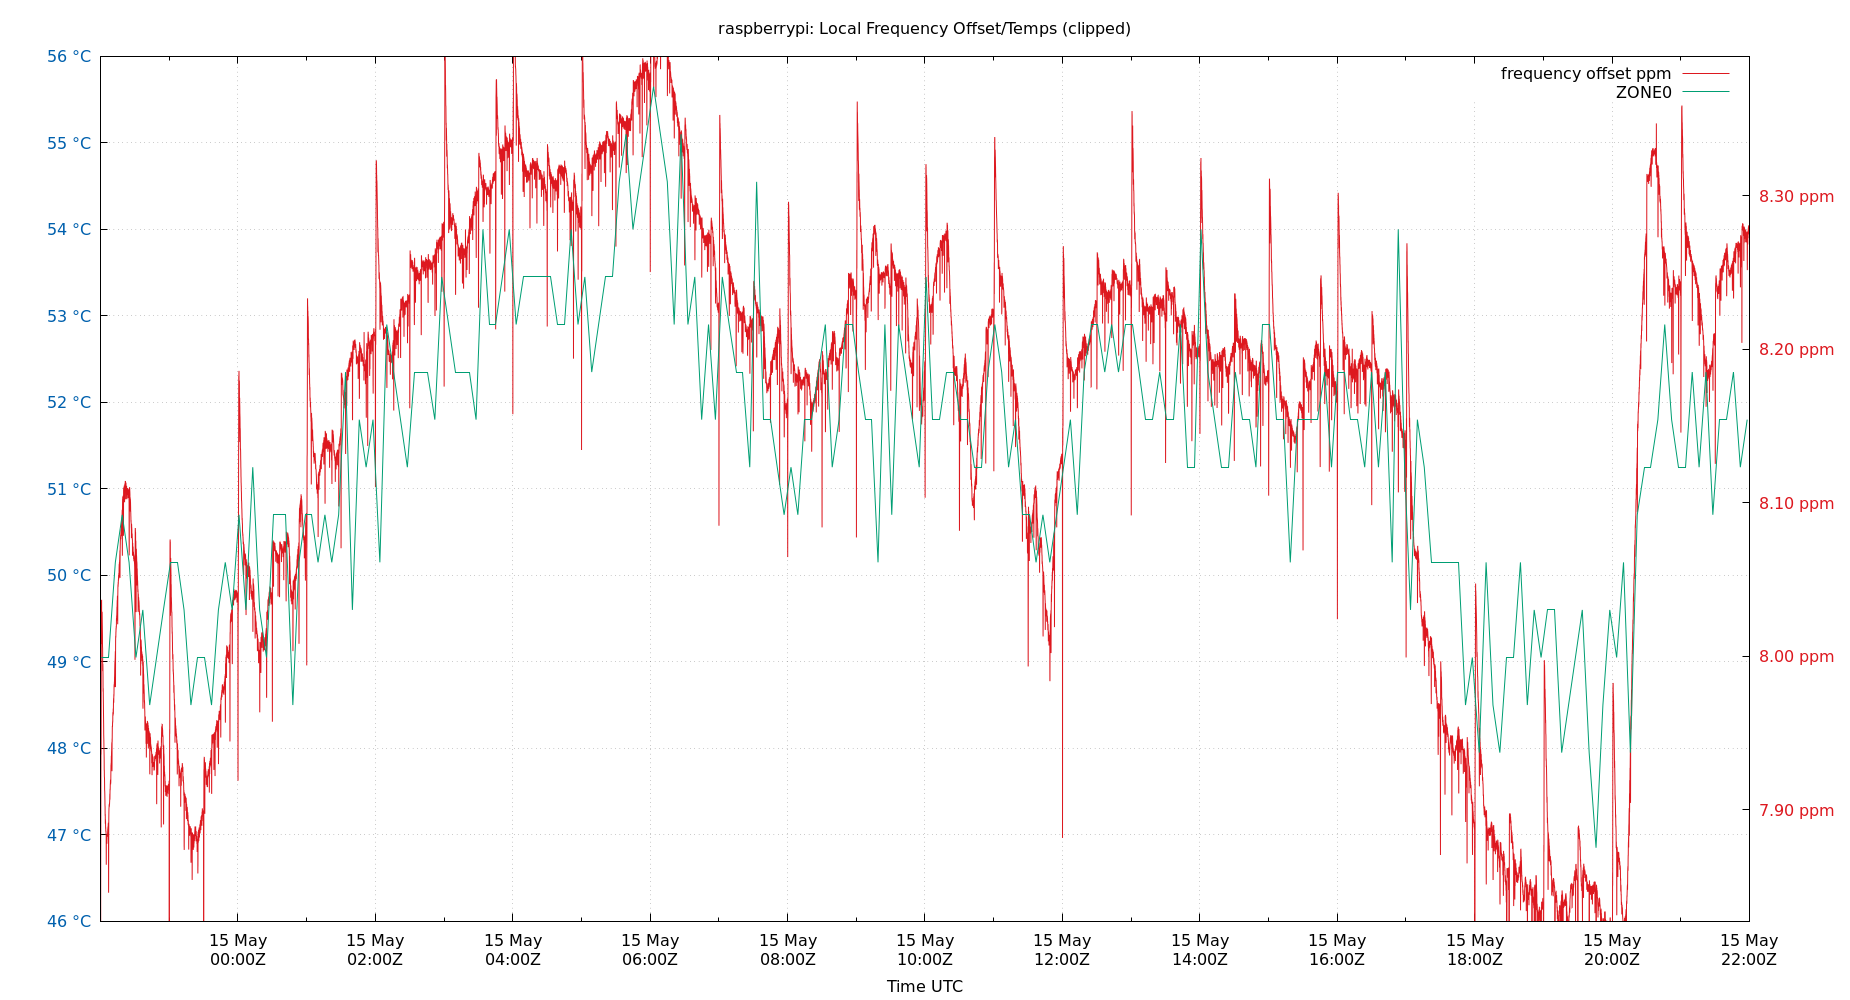 raspberrypi: Local Frequency Offset/Temps (clipped)
frequency offset ppm
ZONE0
56 °C
55 °C
54 °C
53 °C
52 °C
51 °C
50 °C
49 °C
48 °C
47 °C
46 °C
8.30 ppm
8.20 ppm
8.10 ppm
8.00 ppm
7.90 ppm
15 May 15 May 15 May 15 May 15 May 15 May 15 May 15 May 15 May 15 May 15 May 15 May
00:00Z 02:00Z 04:00Z 06:00Z 08:00Z 10:00Z 12:00Z 14:00Z 16:00Z 18:00Z 20:00Z 22:00Z
Time UTC